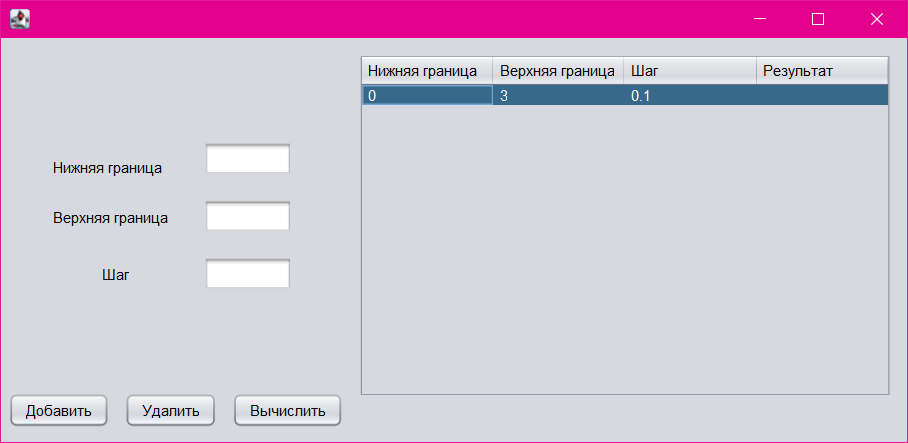 Нижняя граница
Верхняя граница
Шаг
Добавить Удалить Вычислить
Нижняя граница Верхняя граница Шаг Результат
0 3 0.1